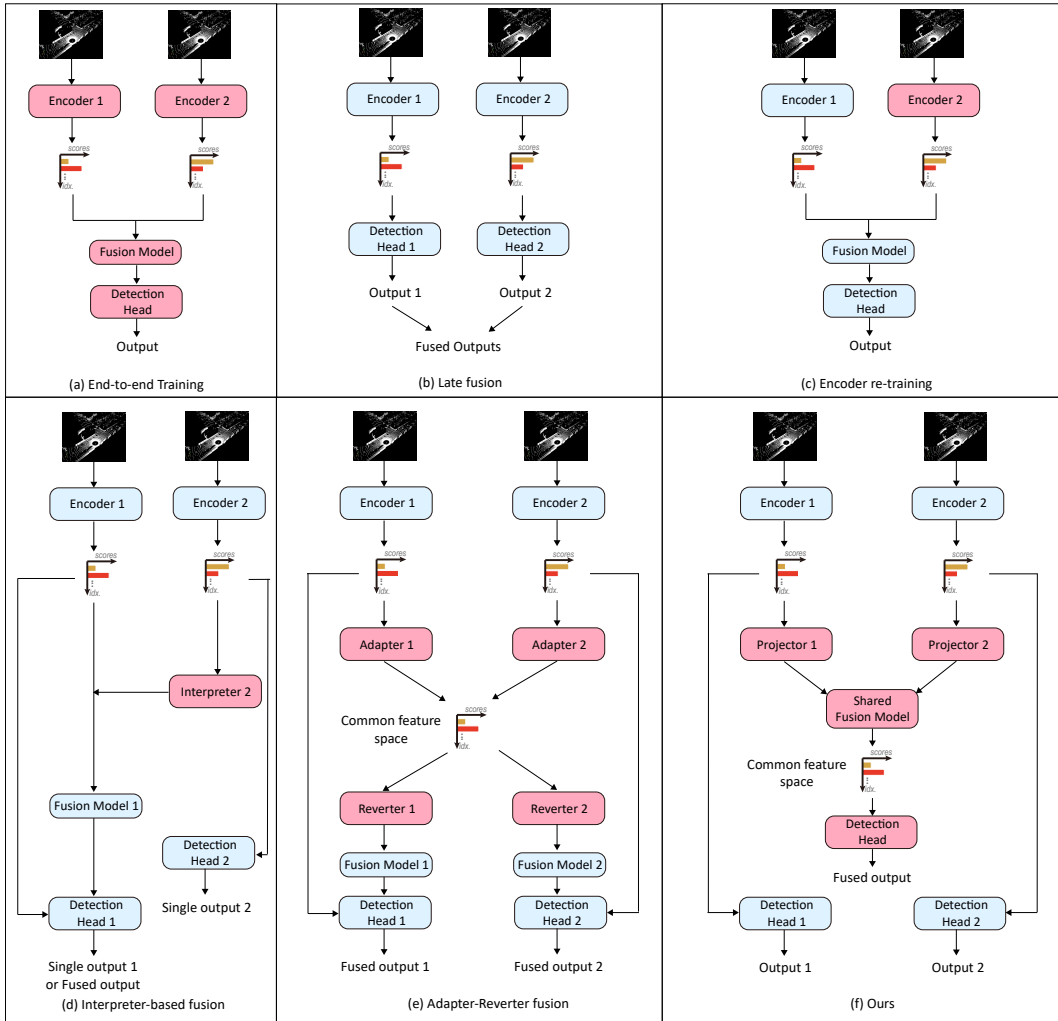 Encoder 1
Encoder 2
scores
idx.
scores
idx.
Fusion Model
Detection
Head
Output
(a) End-to-end Training
Encoder 1
Encoder 2
scores
idx.
scores
idx.
Detection
Head 1
Detection
Head 2
Output 1
Output 2
Fused Outputs
(b) Late fusion
Encoder 1
Encoder 2
scores
idx.
scores
idx.
Fusion Model
Detection
Head
Output
(c) Encoder re-training
Encoder 1
Encoder 2
scores
idx.
scores
idx.
Interpreter 2
Fusion Model 1
Detection
Head 2
Single output 2
Detection
Head 1
Single output 1
or Fused output
(d) Interpreter-based fusion
Encoder 1
Encoder 2
scores
idx.
scores
idx.
Adapter 1
Adapter 2
Common feature
space
scores
idx.
Reverter 1
Reverter 2
Fusion Model 1
Fusion Model 2
Detection
Head 1
Detection
Head 2
Fused output 1
Fused output 2
(e) Adapter-Reverter fusion
Encoder 1
Encoder 2
scores
idx.
scores
idx.
Projector 1
Projector 2
Shared
Fusion Model
Common feature
space
scores
idx.
Detection
Head
Fused output
Detection
Head 1
Detection
Head 2
Output 1
Output 2
(f) Ours